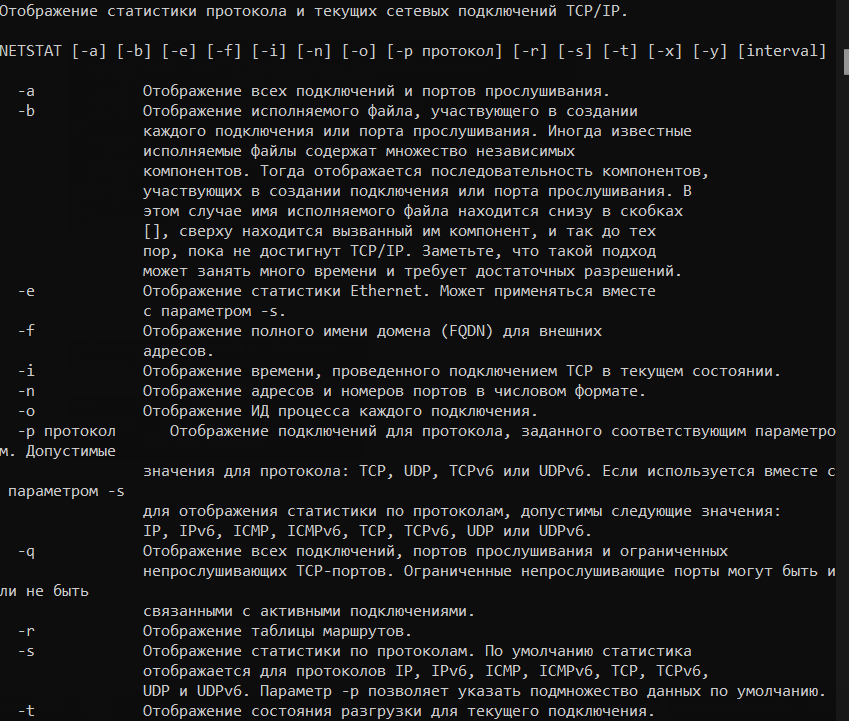 Отображение статистики протокола и текущих сетевых подключений TCP/IP.
NETSTAT [-a] [-b] [-e] [-f] [-i] [-n] [-o] [-p протокол] [-r] [-s] [-t] [-x] [-y] [interval]
-a Отображение всех подключений и портов прослушивания.
-b Отображение исполняемого файла, участвующего в создании
каждого подключения или порта прослушивания. Иногда известные
исполняемые файлы содержат множество независимых
компонентов. Тогда отображается последовательность компонентов,
участвующих в создании подключения или порта прослушивания. В
этом случае имя исполняемого файла находится снизу в скобках
[], сверху находится вызванный им компонент, и так до тех
пор, пока не достигнут TCP/IP. Заметьте, что такой подход
может занять много времени и требует достаточных разрешений.
-e Отображение статистики Ethernet. Может применяться вместе
с параметром -s.
-f Отображение полного имени домена (FQDN) для внешних
адресов.
-i Отображение времени, проведенного подключением TCP в текущем состоянии.
-n Отображение адресов и номеров портов в числовом формате.
-o Отображение ИД процесса каждого подключения.
-p протокол Отображение подключений для протокола, заданного соответствующим параметро
м. Допустимые
значения для протокола: TCP, UDP, TCPv6 или UDPv6. Если используется вместе с
параметром -s
для отображения статистики по протоколам, допустимы следующие значения:
IP, IPv6, ICMP, ICMPv6, TCP, TCPv6, UDP или UDPv6.
-q Отображение всех подключений, портов прослушивания и ограниченных
непрослушивающих TCP-портов. Ограниченные непрослушивающие порты могут быть и
ли не быть
связанными с активными подключениями.
-r Отображение таблицы маршрутов.
-s Отображение статистики по протоколам. По умолчанию статистика
отображается для протоколов IP, IPv6, ICMP, ICMPv6, TCP, TCPv6,
UDP и UDPv6. Параметр -p позволяет указать подмножество данных по умолчанию.
-t Отображение состояния разгрузки для текущего подключения.